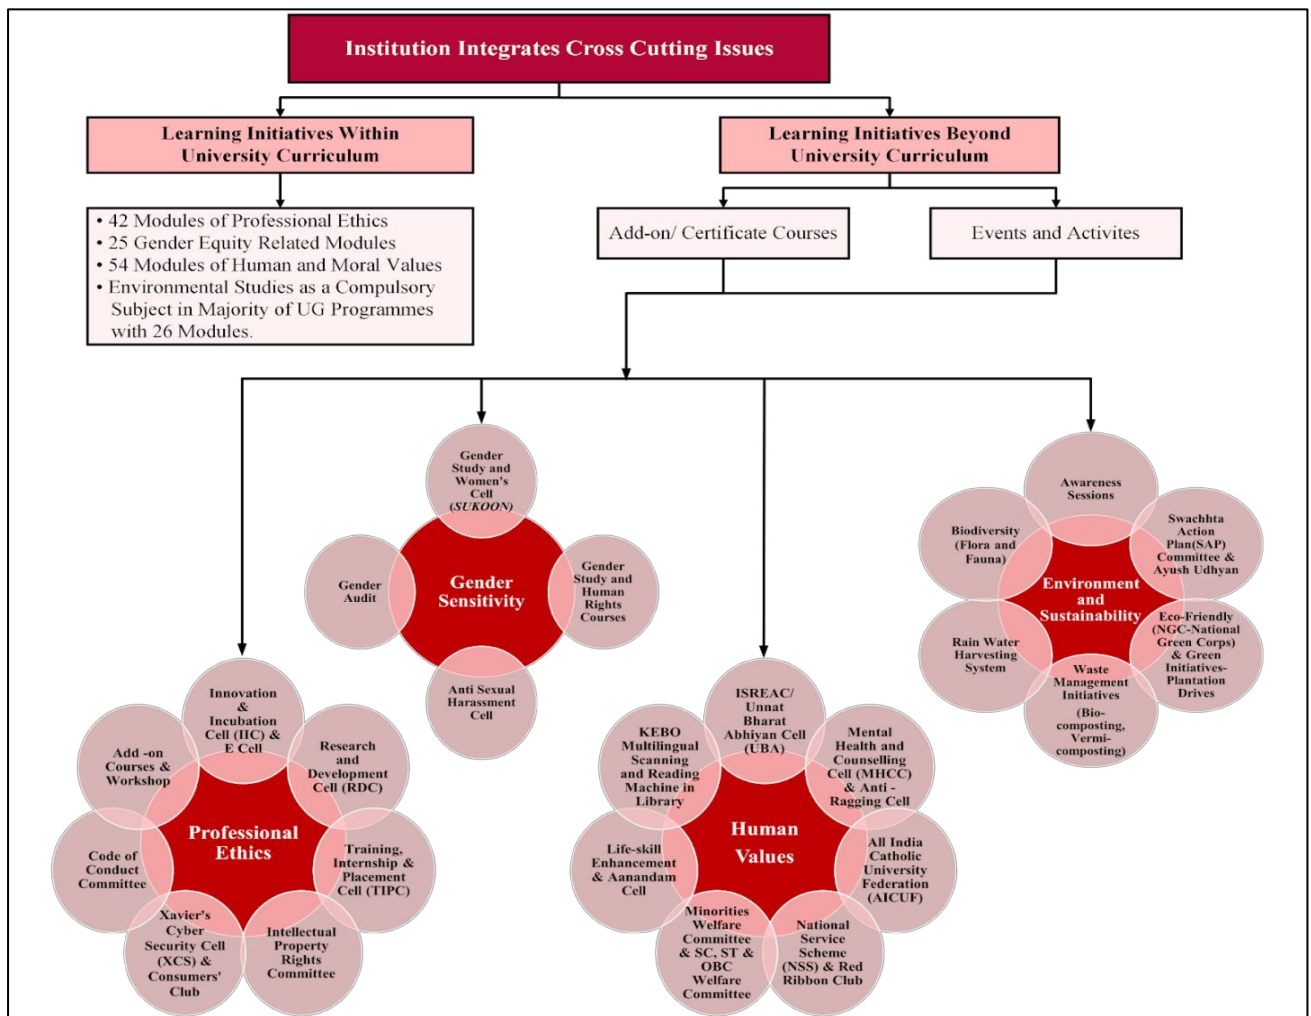 Institution Integrates Cross Cutting Issues
Learning Initiatives Within
University Curriculum
Learning Initiatives Beyond
University Curriculum
• 42 Modules of Professional Ethics
• 25 Gender Equity Related Modules
• 54 Modules of Human and Moral Values
• Environmental Studies as a Compulsory
Subject in Majority of UG Programmes
with 26 Modules.
Add-on/ Certificate Courses
Events and Activites
Gender
Study and
Women's
Cell
(SUKOON)
Gender
Audit
Gender
Sensitivity
Gender
Study and
Human
Rights
Courses
Anti Sexual
Harassment
Cell
Awareness
Sessions
Biodiversity
(Flora and
Fauna)
Swachhta
Action
Plan(SAP)
Committee &
Ayush Udhyan
Environment
and
Sustainability
Rain Water
Harvesting
System
Eco-Friendly
(NGC-National
Green Corps)
& Green
Initiatives-
Plantation
Drives
Waste
Management
Initiatives
(Bio-
composting,
Vermi-
composting)
Innovation
&
Incubation
Cell (IIC) &
E Cell
Add -on
Courses &
Workshop
Research
and
Development
Cell (RDC)
Professional
Ethics
Code of
Conduct
Committee
Training,
Internship &
Placement
Cell (TIPC)
Xavier's
Cyber
Security Cell
(XCS) &
Consumers'
Club
Intellectual
Property
Rights
Committee
ISREAC/
Unnat
Bharat
Abhiyan Cell
(UBA)
KEBO
Multilingual
Scanning
and Reading
Machine in
Library
Mental
Health and
Counselling
Cell (MHCC)
& Anti -
Ragging Cell
Human
Values
Life-skill
Enhancement
& Aanandam
Cell
All India
Catholic
University
Federation
(AICUF)
Minorities
Welfare
Committee
& SC, ST &
OBC
Welfare
Committee
National
Service
Scheme
(NSS) & Red
Ribbon Club